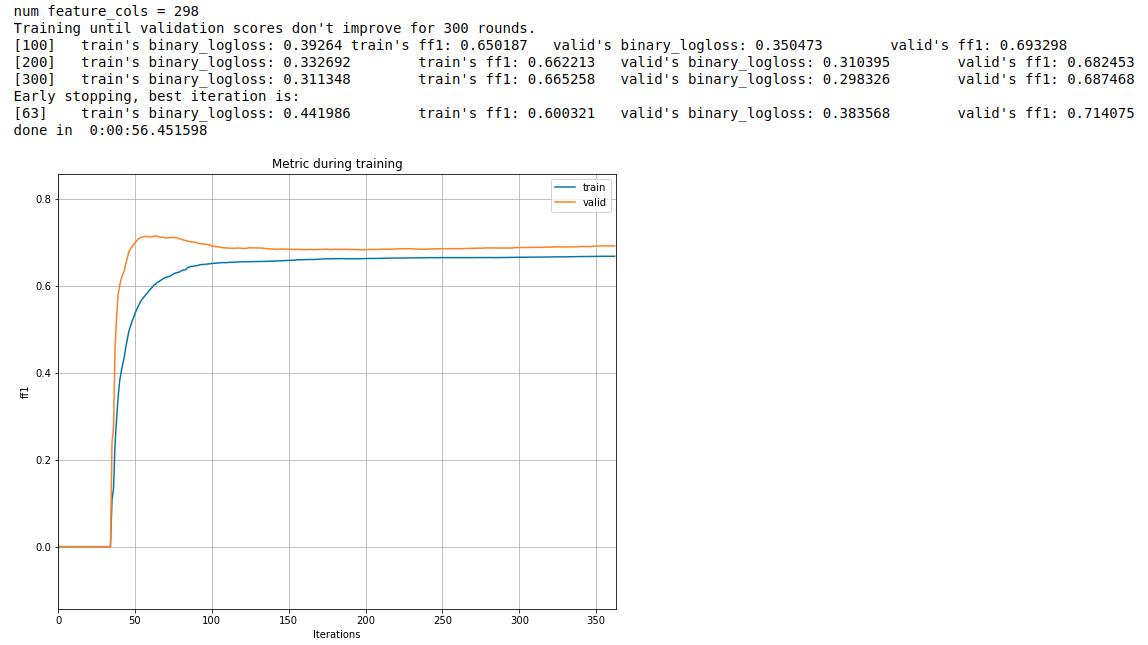 num feature_cols = 298
Training until validation scores don't improve for 300 rounds.
[100] train's binary_logloss: 0.39264 train's ff1: 0.650187 valid's binary_logloss: 0.350473 valid's ff1: 0.693298
[200] train's binary_logloss: 0.332692 train's ff1: 0.662213 valid's binary_logloss: 0.310395 valid's ff1: 0.682453
[300] train's binary_logloss: 0.311348 train's ff1: 0.665258 valid's binary_logloss: 0.298326 valid's ff1: 0.687468
Early stopping, best iteration is:
[63] train's binary_logloss: 0.441986 train's ff1: 0.600321 valid's binary_logloss: 0.383568 valid's ff1: 0.714075
done in 0:00:56.451598
Metric during training
train
valid
0.8
0.6
0.4
0.2
0.0
ff1
0 50 100 150 200 250 300 350
Iterations